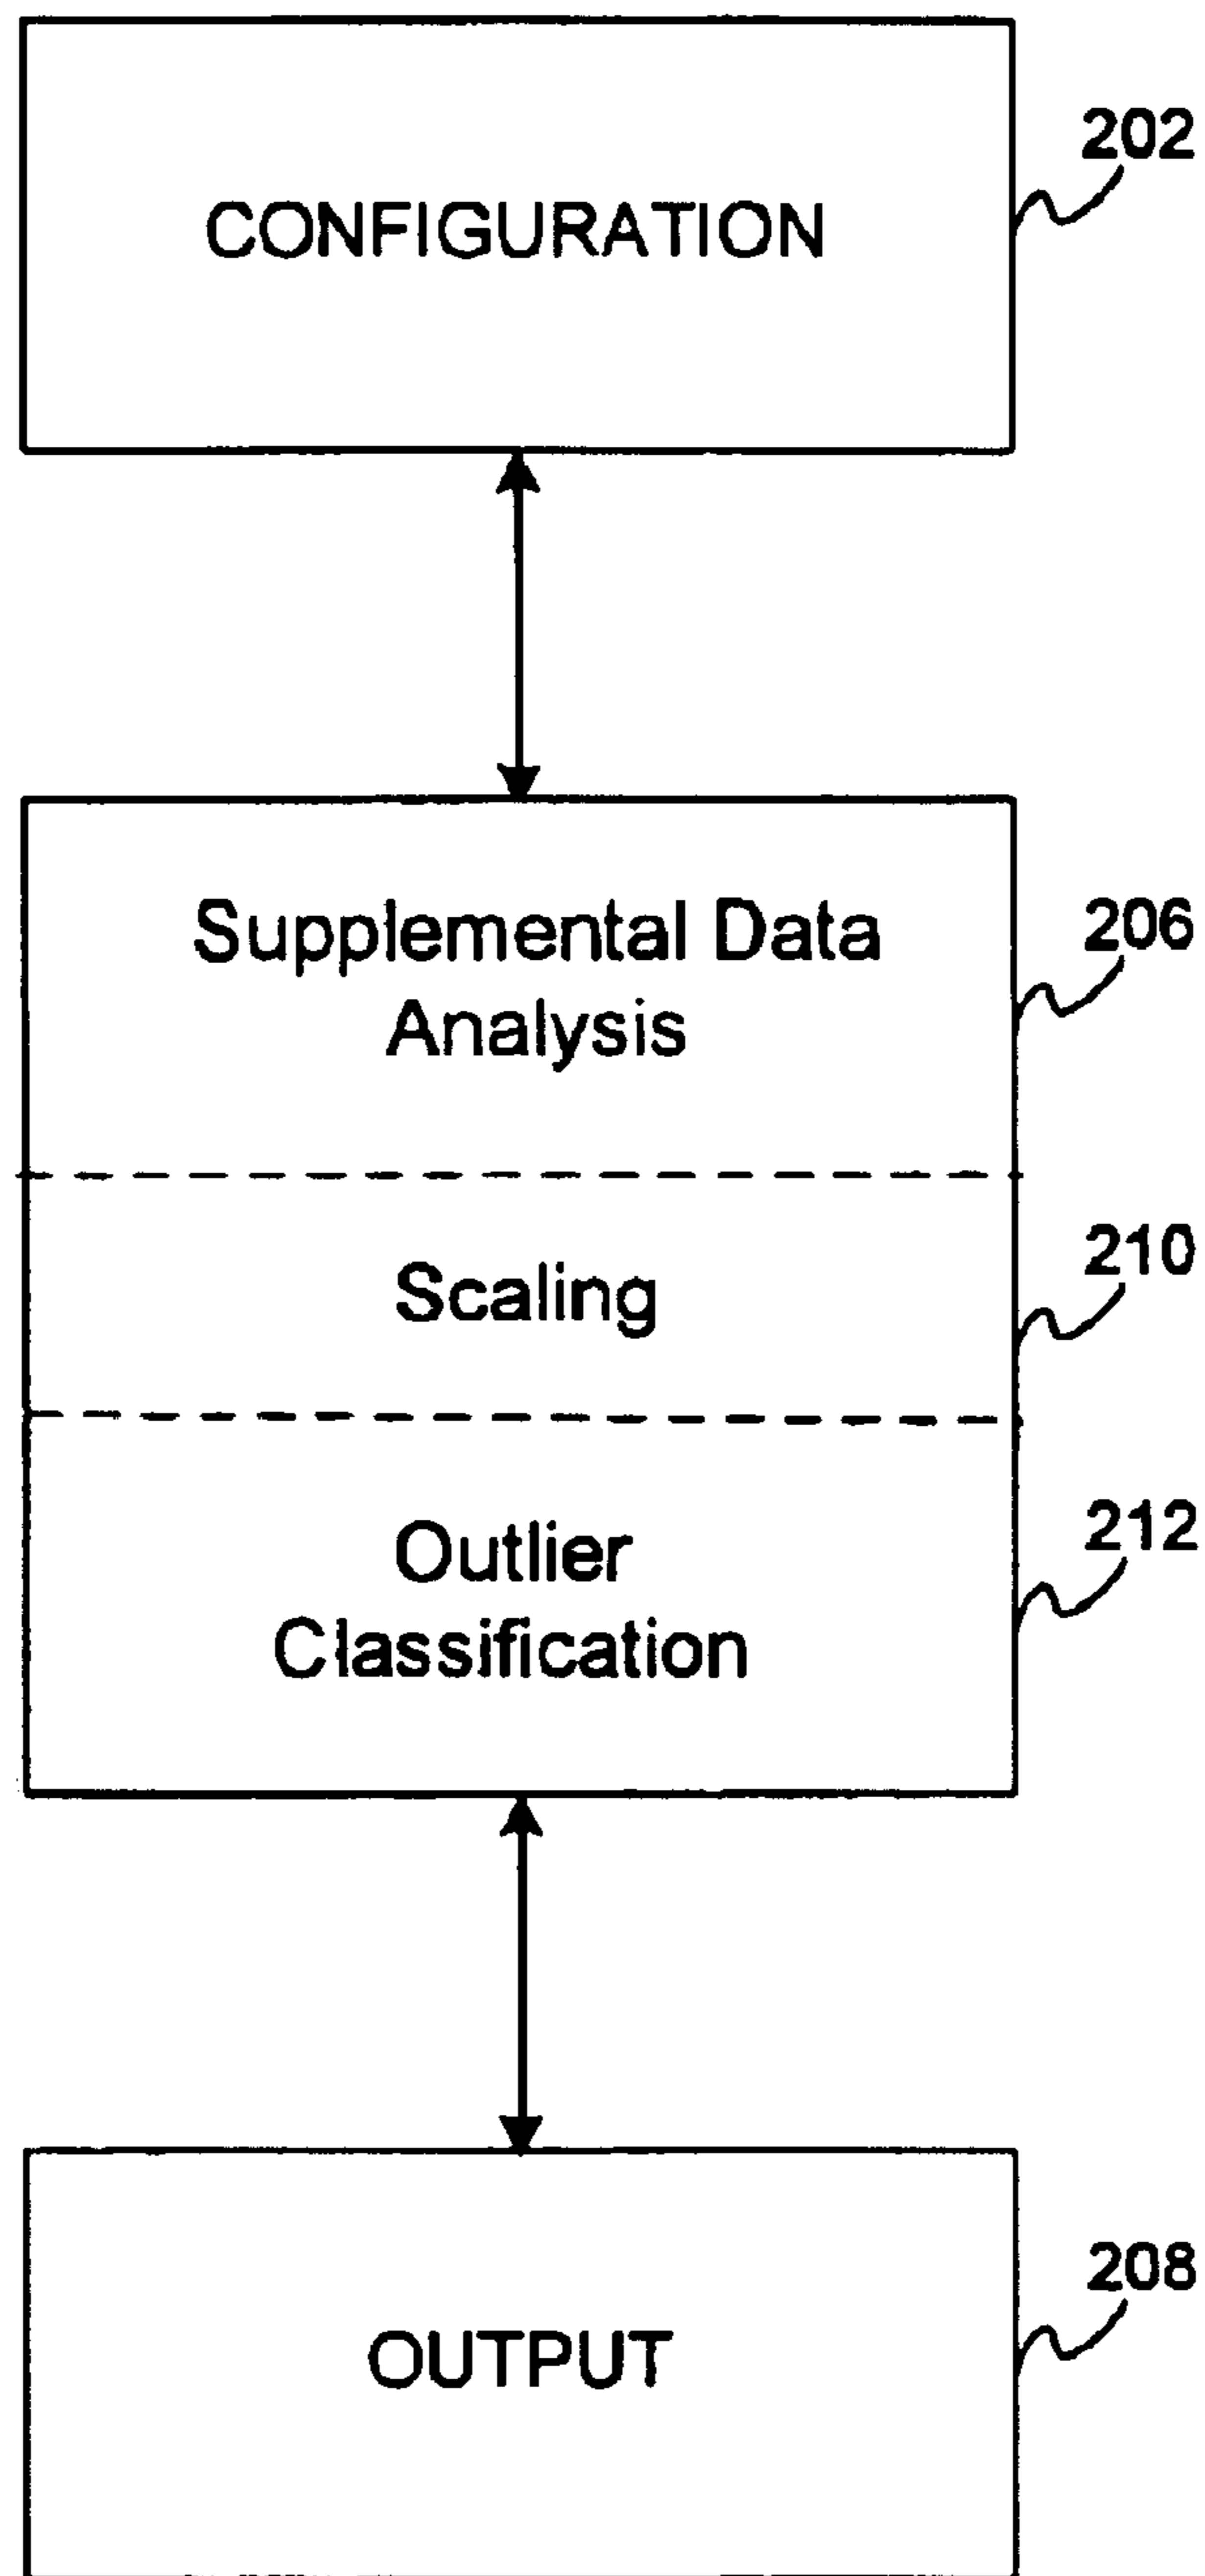 202
CONFIGURATION
206
Supplemental Data
Analysis
210
Scaling
212
Outlier
Classification
208
OUTPUT